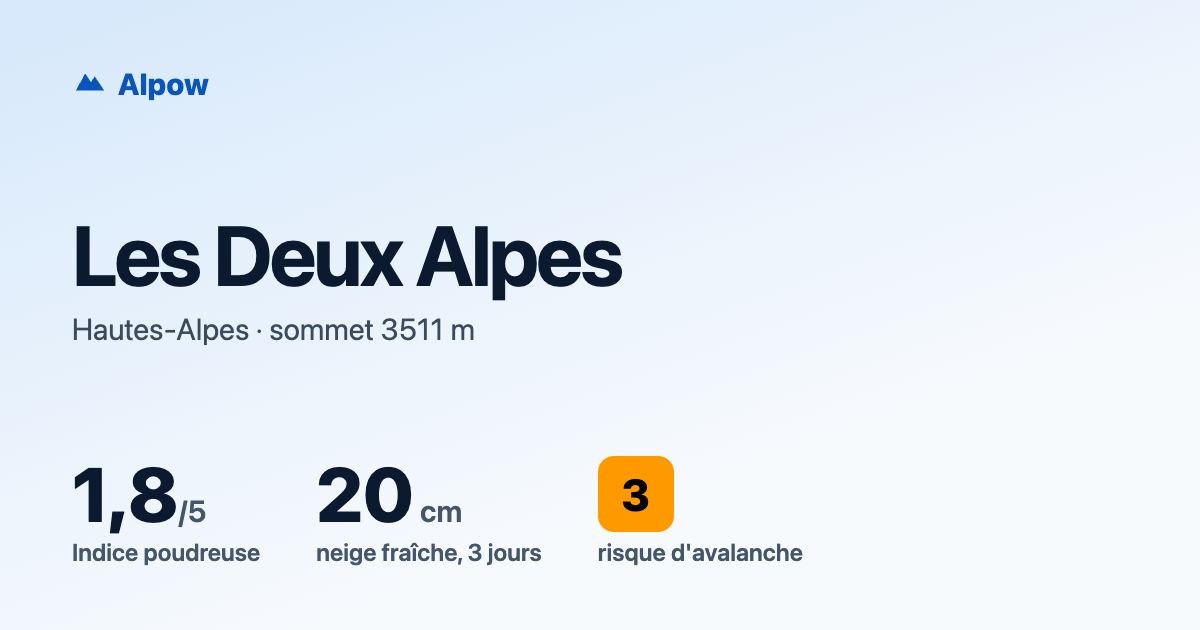 Alpow
Les Deux Alpes
Hautes-Alpes · sommet 3511 m
1,8/5
Indice poudreuse
20 cm
neige fraîche, 3 jours
3
risque d'avalanche